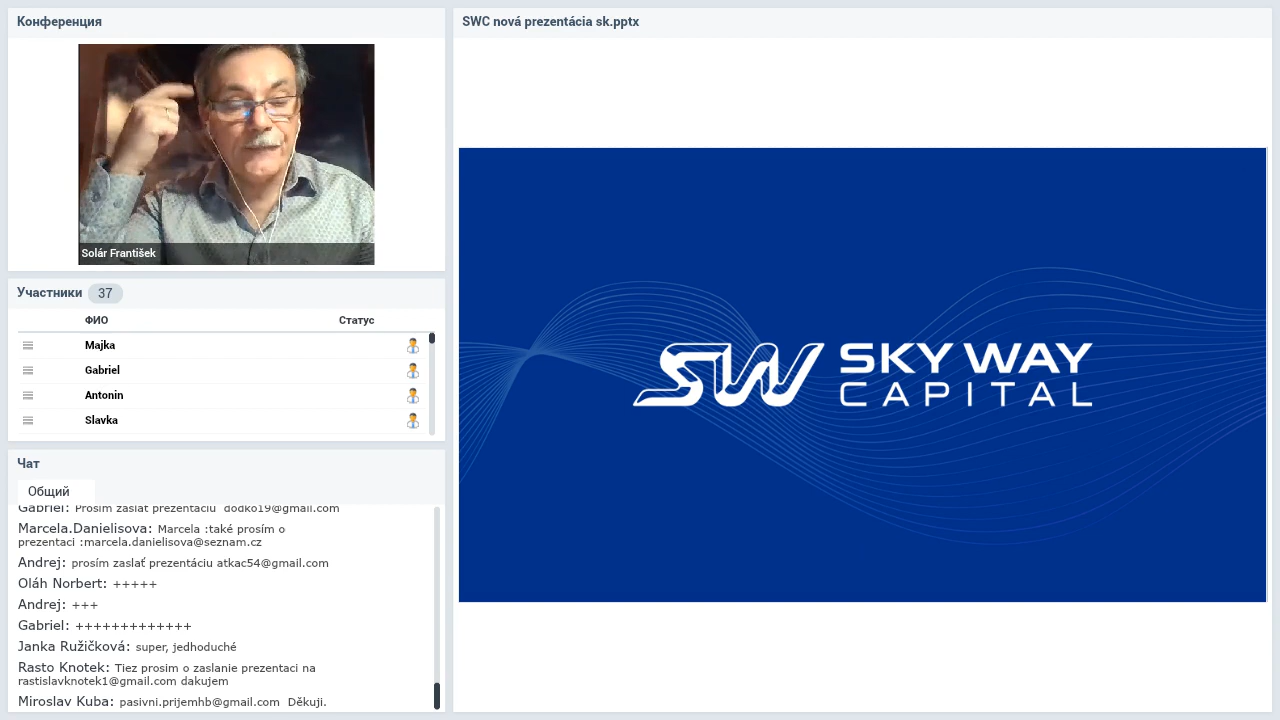 Конференция
Solár František
Участники 37
ФИО Статус
Majka
Gabriel
Antonin
Slavka
Чат
Общий
Gabriel: Prosím zaslat prezentáciu dodko19@gmail.com
Marcela.Danielisova: Marcela :také prosím o
prezentaci :marcela.danielisova@seznam.cz
Andrej: prosím zaslať prezentáciu atkac54@gmail.com
Oláh Norbert: +++++
Andrej: +++
Gabriel: +++++++++++++
Janka Ružičková: super, jedhoduché
Rasto Knotek: Tiez prosim o zaslanie prezentaci na
rastislavknotek1@gmail.com dakujem
Miroslav Kuba: pasivni.prijemhb@gmail.com Děkuji.
SWC nová prezentácia sk.pptx
SW SKY WAY
CAPITAL